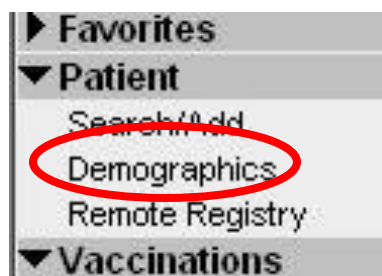 Favorites
Patient
Search/Add
Demographics
Remote Registry
Vaccinations